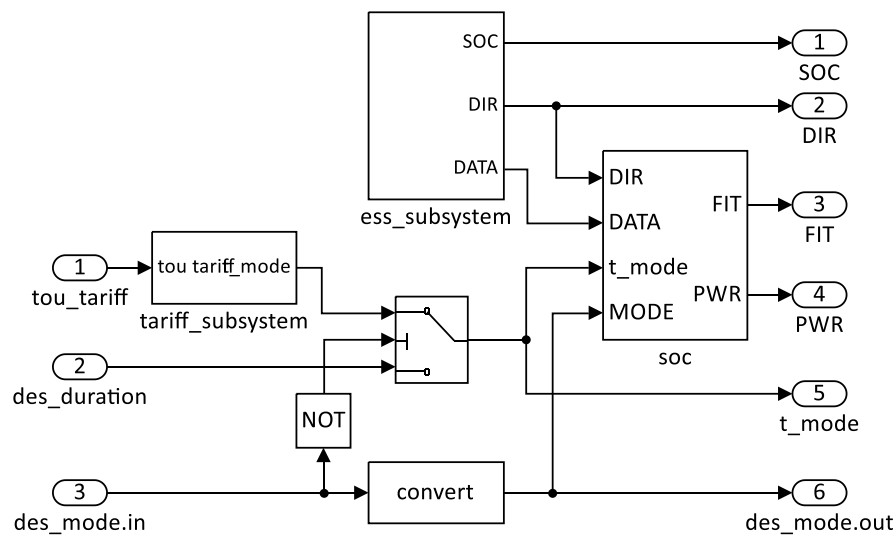 SOC
1
SOC
DIR
2
DIR
DATA
ess_subsystem
DIR
DATA
t_mode
MODE
FIT
PWR
soc
3
FIT
4
PWR
1
tou_tariff
tou tariff_mode
tariff_subsystem
2
des_duration
NOT
5
t_mode
3
des_mode.in
convert
6
des_mode.out